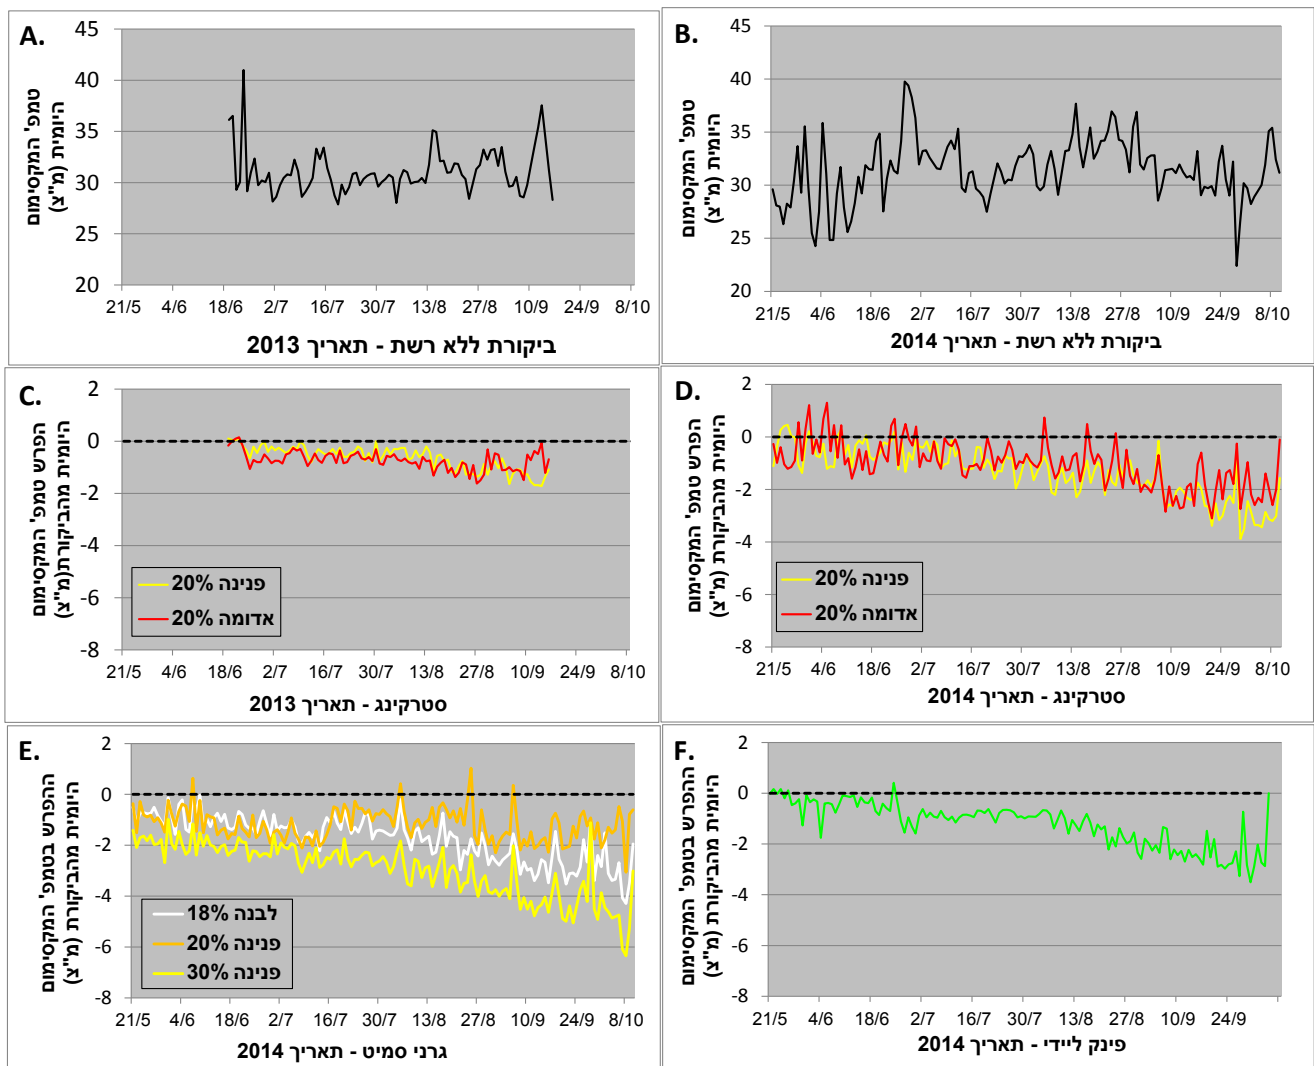 A.
45
40
35
30
25
20
טמפ' המקסימום
היומית (מ"צ)
21/5 4/6 18/6 2/7 16/7 30/7 13/8 27/8 10/9 24/9 8/10
ביקורת ללא רשת - תאריך 2013
B.
45
40
35
30
25
20
טמפ' המקסימום
היומית (מ"צ)
21/5 4/6 18/6 2/7 16/7 30/7 13/8 27/8 10/9 24/9 8/10
ביקורת ללא רשת - תאריך 2014
C.
2
0
-2
-4
-6
-8
הפרש טמפ' המקסימום
היומית מהביקורת(מ"צ)
פנינה 20%
אדומה 20%
21/5 4/6 18/6 2/7 16/7 30/7 13/8 27/8 10/9 24/9 8/10
סטרקינג - תאריך 2013
D.
2
0
-2
-4
-6
-8
הפרש טמפ' המקסימום
היומית מהביקורת (מ"צ)
פנינה 20%
אדומה 20%
21/5 4/6 18/6 2/7 16/7 30/7 13/8 27/8 10/9 24/9 8/10
סטרקינג - תאריך 2014
E.
2
0
-2
-4
-6
-8
ההפרש בטמפ' המקסימום
היומית מהביקורת (מ"צ)
לבנה 18%
פנינה 20%
פנינה 30%
21/5 4/6 18/6 2/7 16/7 30/7 13/8 27/8 10/9 24/9 8/10
גרני סמיט - תאריך 2014
F.
2
0
-2
-4
-6
-8
ההפרש בטמפ' המקסימום
היומית מהביקורת (מ"צ)
21/5 4/6 18/6 2/7 16/7 30/7 13/8 27/8 10/9 24/9
פינק ליידי - תאריך 2014